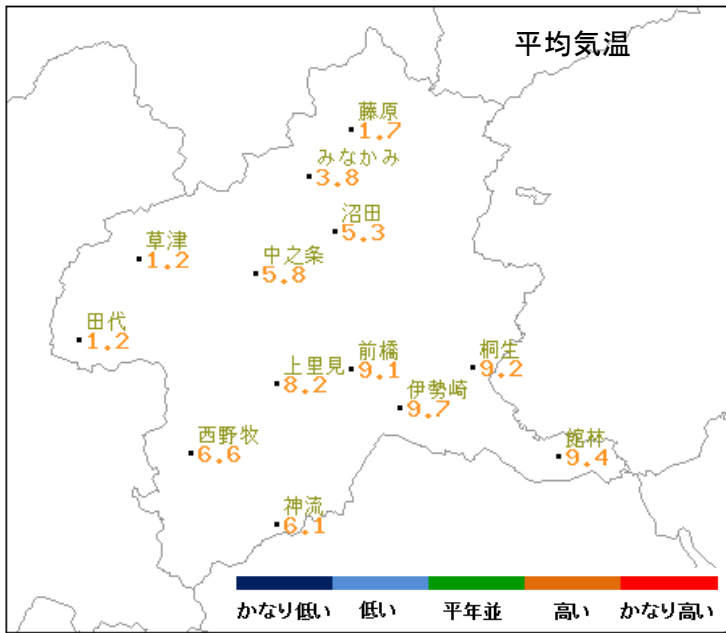 平均気温
藤原
1.7
みなかみ
3.8
沼田
5.3
草津
1.2
中之条
5.8
田代
1.2
上里見
8.2
前橋
9.1
桐生
9.2
伊勢崎
9.7
西野牧
6.6
館林
9.4
神流
6.1
かなり低い 低い 平年並 高い かなり高い